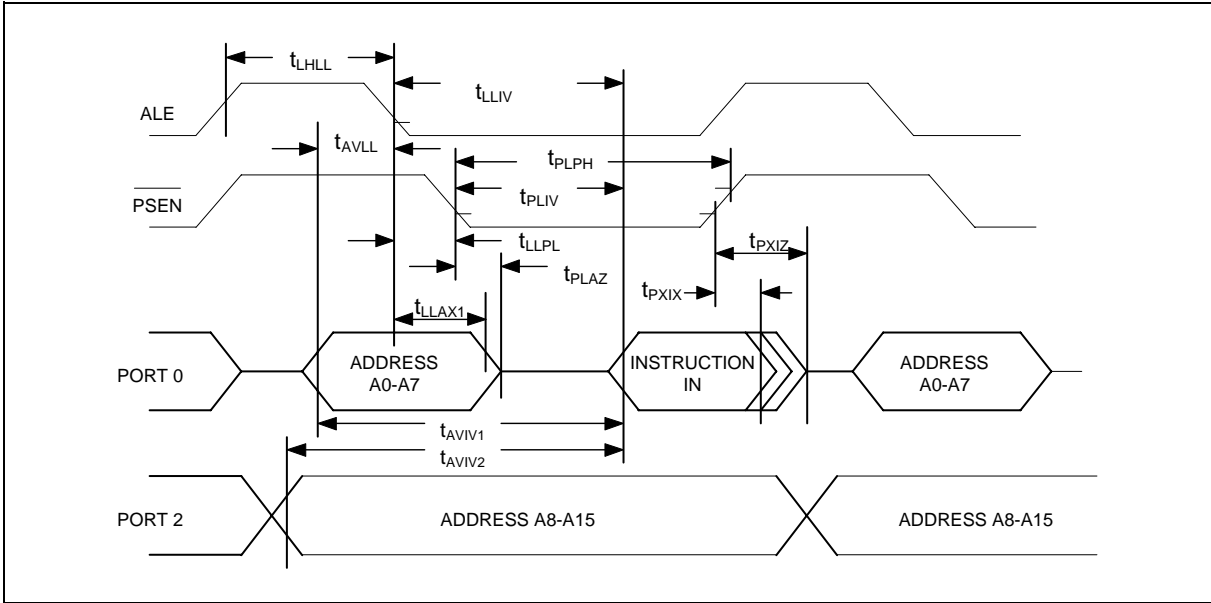 tLHLL
tLLIV
ALE
tAVLL
tPLPH
PSEN
tPLIV
tLLPL
tPXIZ
tPLAZ
tPXIX
tLLAX1
PORT 0
ADDRESS
A0-A7
INSTRUCTION
IN
ADDRESS
A0-A7
tAVIV1
tAVIV2
PORT 2
ADDRESS A8-A15
ADDRESS A8-A15